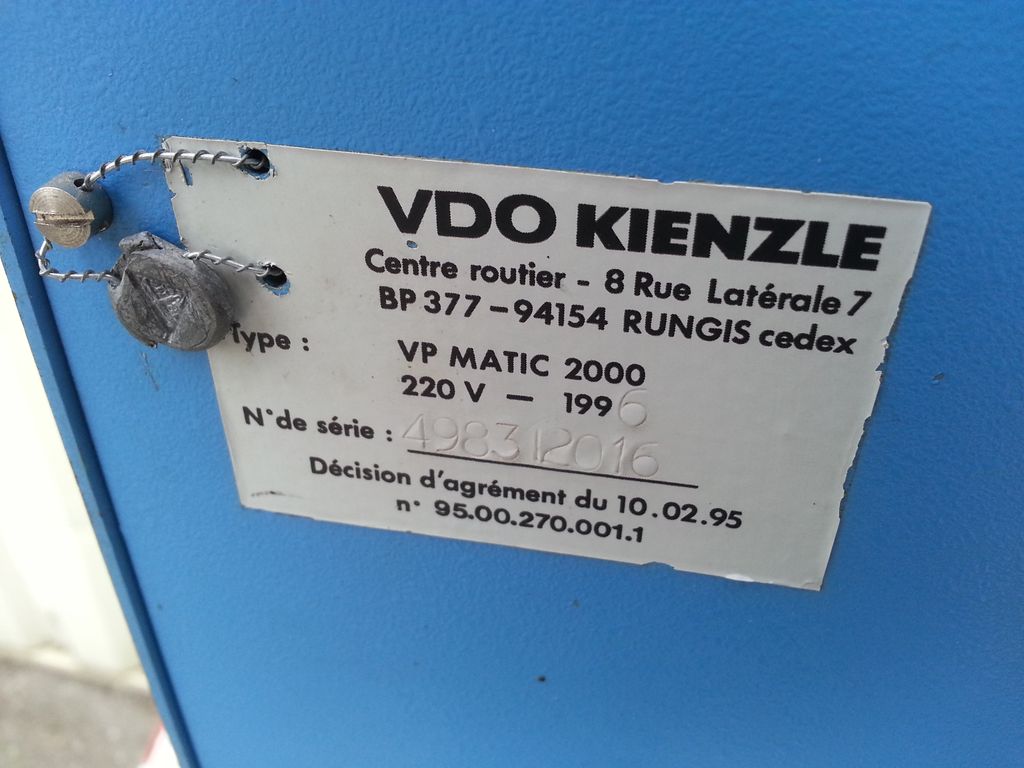 VDO KIENZLE
Centre routier - 8 Rue Latérale 7
BP 377 - 94154 RUNGIS cedex
Type : VP MATIC 2000
220 V — 1996
N° de série : 498312016
Décision d'agrément du 10.02.95
n° 95.00.270.001.1